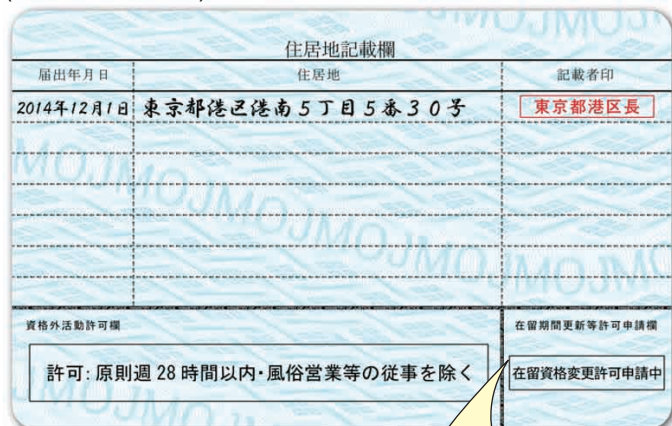 住居地記載欄
届出年月日 住居地 記載者印
2014年12月1日 東京都港区港南5丁目5番30号 東京都港区長
MOJMOJMOJMOJMOJMOJ
資格外活動許可欄 在留期間更新等許可申請欄
許可: 原則週28時間以内・風俗営業等の従事を除く 在留資格変更許可申請中